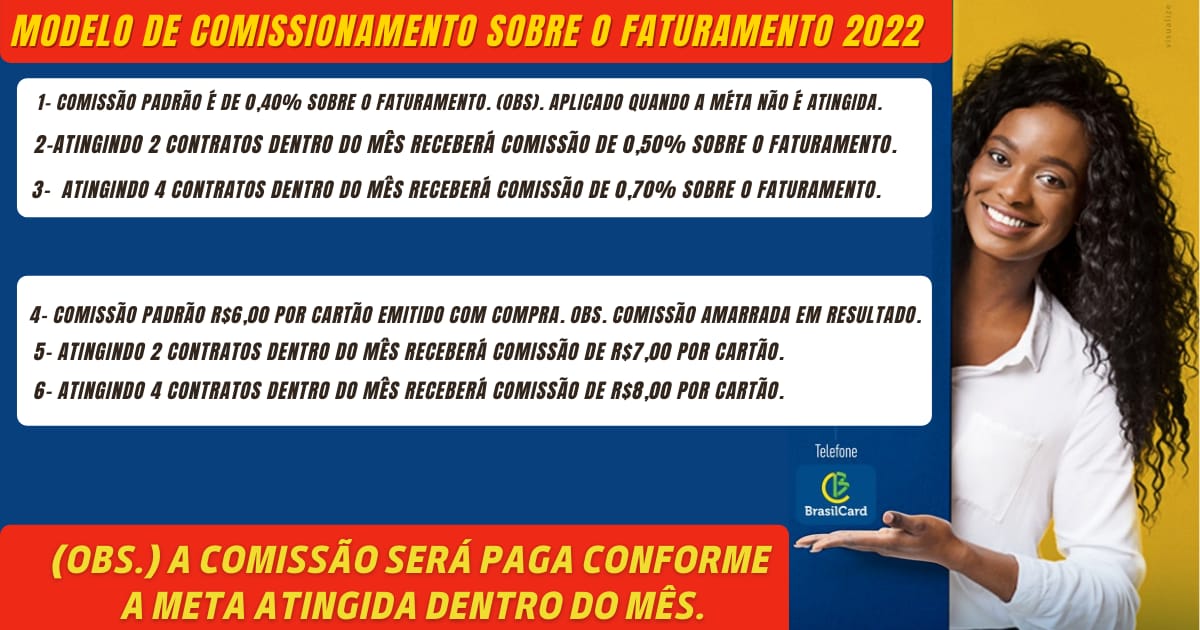 MODELO DE COMISSIONAMENTO SOBRE O FATURAMENTO 2022
visualize
1- COMISSÃO PADRÃO É DE 0,40% SOBRE O FATURAMENTO. (OBS). APLICADO QUANDO A MÉTA NÃO É ATINGIDA.
2-ATINGINDO 2 CONTRATOS DENTRO DO MÊS RECEBERÁ COMISSÃO DE 0,50% SOBRE O FATURAMENTO.
3- ATINGINDO 4 CONTRATOS DENTRO DO MÊS RECEBERÁ COMISSÃO DE 0,70% SOBRE O FATURAMENTO.
4- COMISSÃO PADRÃO R$6,00 POR CARTÃO EMITIDO COM COMPRA. OBS. COMISSÃO AMARRADA EM RESULTADO.
5- ATINGINDO 2 CONTRATOS DENTRO DO MÊS RECEBERÁ COMISSÃO DE R$7,00 POR CARTÃO.
6- ATINGINDO 4 CONTRATOS DENTRO DO MÊS RECEBERÁ COMISSÃO DE R$8,00 POR CARTÃO.
Telefone
BrasilCard
(OBS.) A COMISSÃO SERÁ PAGA CONFORME
A META ATINGIDA DENTRO DO MÊS.